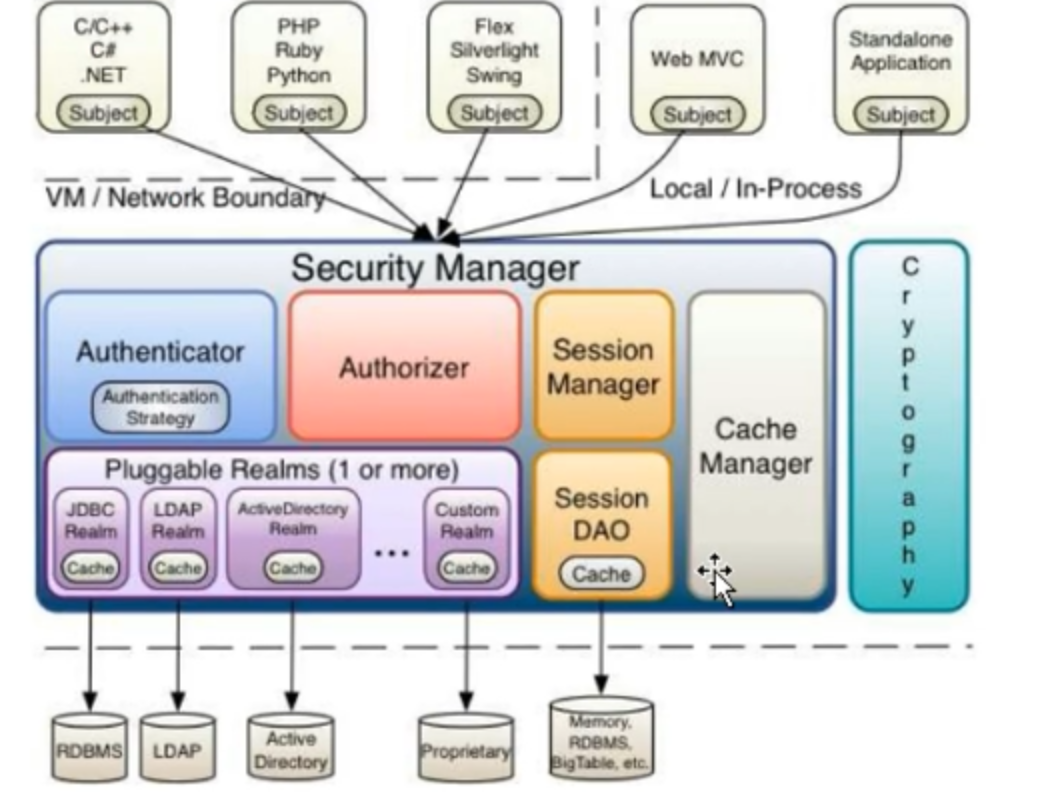 C/C++
C#
.NET
Subject
PHP
Ruby
Python
Subject
Flex
Silverlight
Swing
Subject
Web MVC
Subject
Standalone
Application
Subject
VM / Network Boundary
Local / In-Process
Security Manager
Authenticator
Authentication
Strategy
Authorizer
Session
Manager
Cache
Manager
Cryptography
Pluggable Realms (1 or more)
JDBC
Realm
Cache
LDAP
Realm
Cache
ActiveDirectory
Realm
Cache
...
Custom
Realm
Cache
Session
DAO
Cache
RDBMS
LDAP
Active
Directory
Proprietary
Memory,
RDBMS,
BigTable, etc.